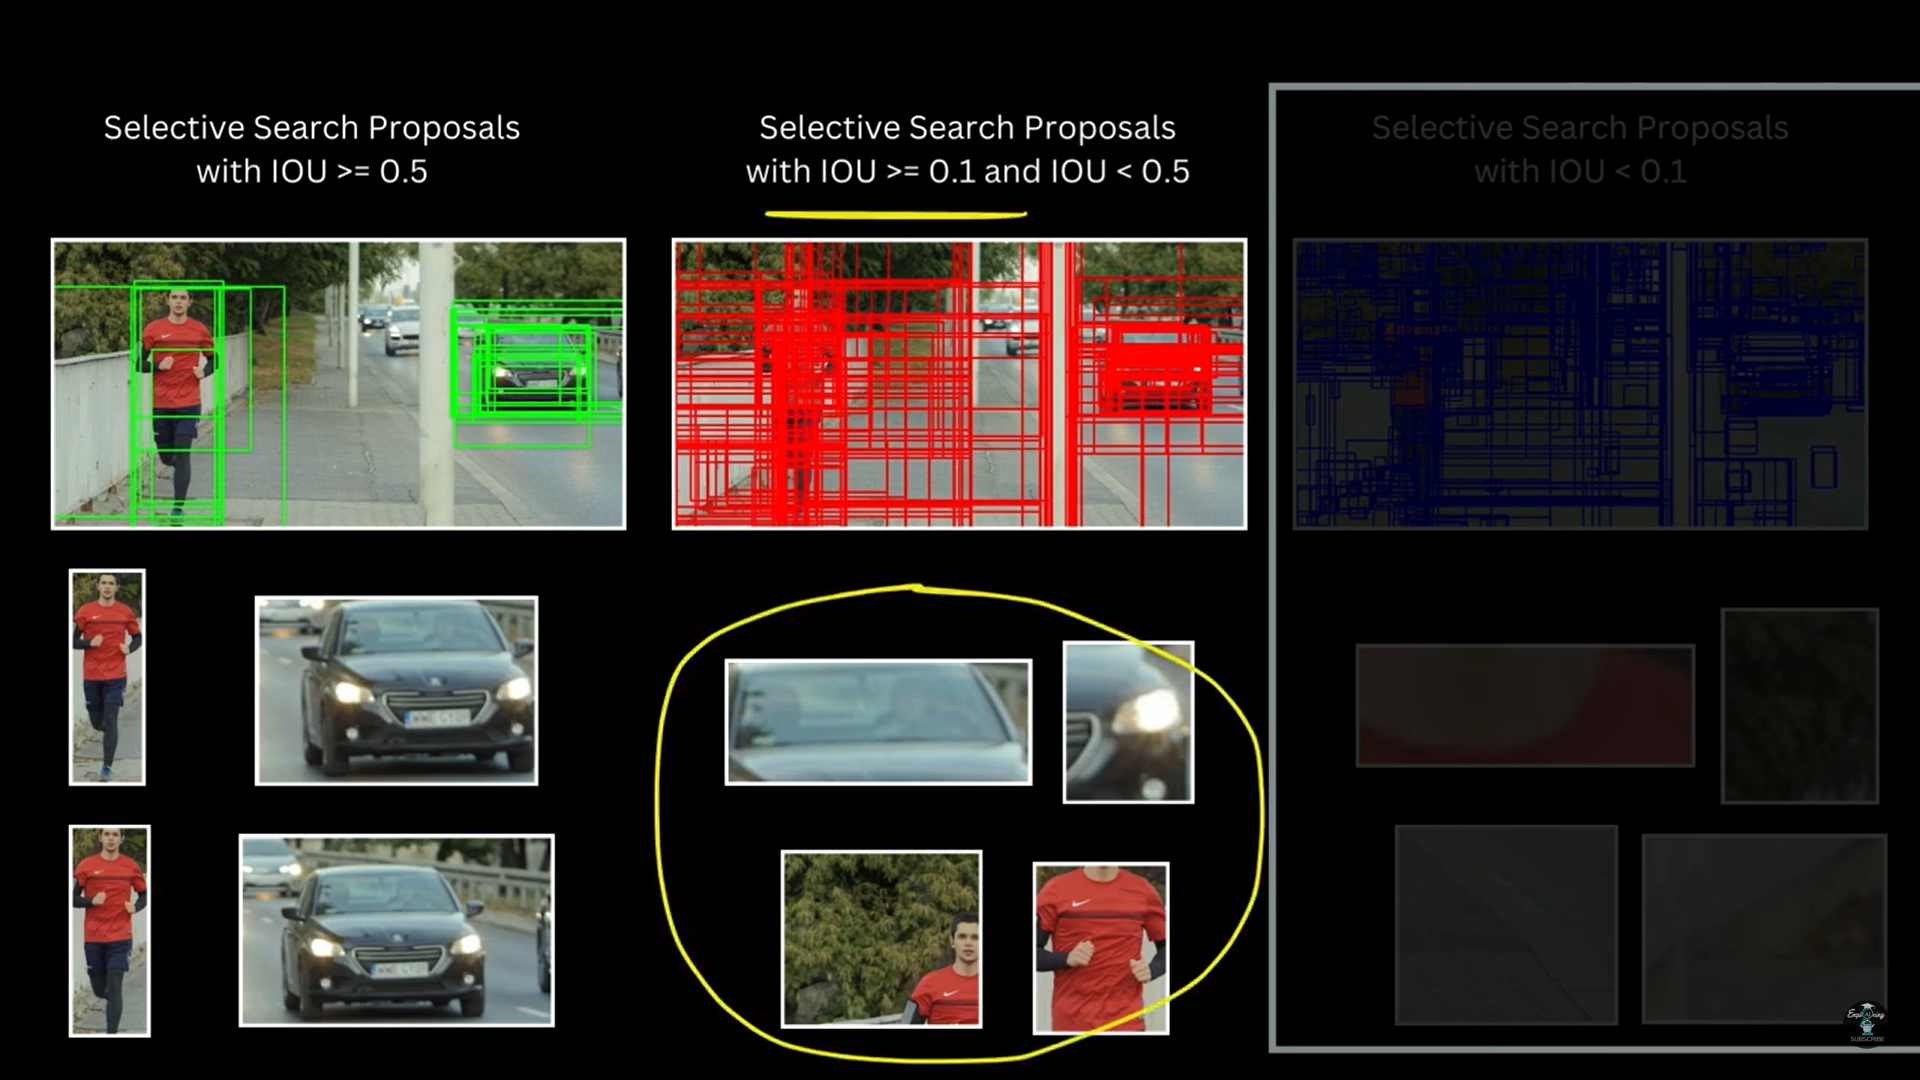 Selective Search Proposals
with IOU >= 0.5
Selective Search Proposals
with IOU >= 0.1 and IOU < 0.5
Selective Search Proposals
with IOU < 0.1
SUBSCRIBE